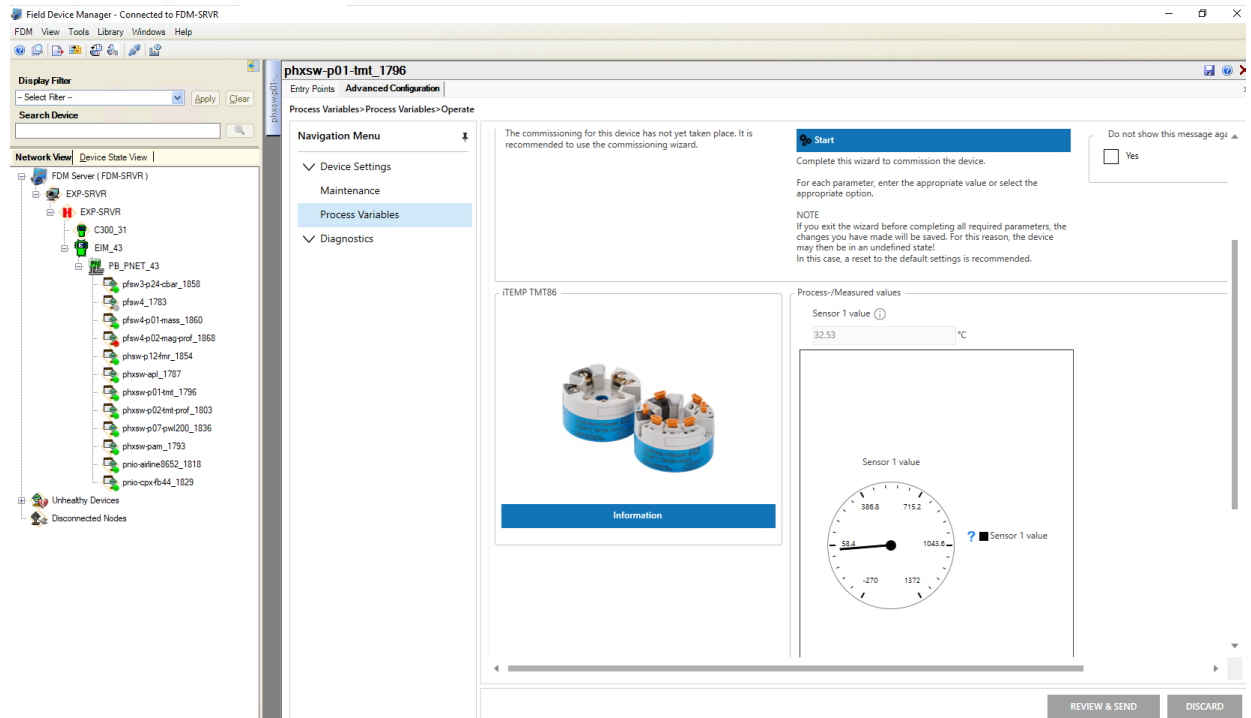 Field Device Manager - Connected to FDM-SRVR
FDM View Tools Library Windows Help
Display Filter
-- Select Filter --
Apply
Clear
Search Device
Network View
Device State View
FDM Server ( FDM-SRVR )
EXP-SRVR
EXP-SRVR
C300_31
EIM_43
PB_PNET_43
pfsw3-p24-cbar_1858
pfsw4_1783
pfsw4-p01-mass_1860
pfsw4-p02-mag-prof_1868
phsw-p12-fmr_1854
phxsw-apl_1787
phxsw-p01-tmt_1796
phxsw-p02-tmt-prof_1803
phxsw-p07-pwl200_1836
phxsw-pam_1793
pnio-airline8652_1818
pnio-cpx-fb44_1829
Unhealthy Devices
Disconnected Nodes
phxsw-p01-...
phxsw-p01-tmt_1796
Entry Points
Advanced Configuration
Process Variables>Process Variables>Operate
Navigation Menu
Device Settings
Maintenance
Process Variables
Diagnostics
The commissioning for this device has not yet taken place. It is
recommended to use the commissioning wizard.
Start
Complete this wizard to commission the device.
For each parameter, enter the appropriate value or select the
appropriate option.
NOTE
If you exit the wizard before completing all required parameters, the
changes you have made will be saved. For this reason, the device
may then be in an undefined state!
In this case, a reset to the default settings is recommended.
Do not show this message aga
Yes
iTEMP TMT86
Information
Process-/Measured values
Sensor 1 value
32.53 °C
Sensor 1 value
386.8 715.2
58.4 1043.6
-270 1372
? Sensor 1 value
REVIEW & SEND
DISCARD